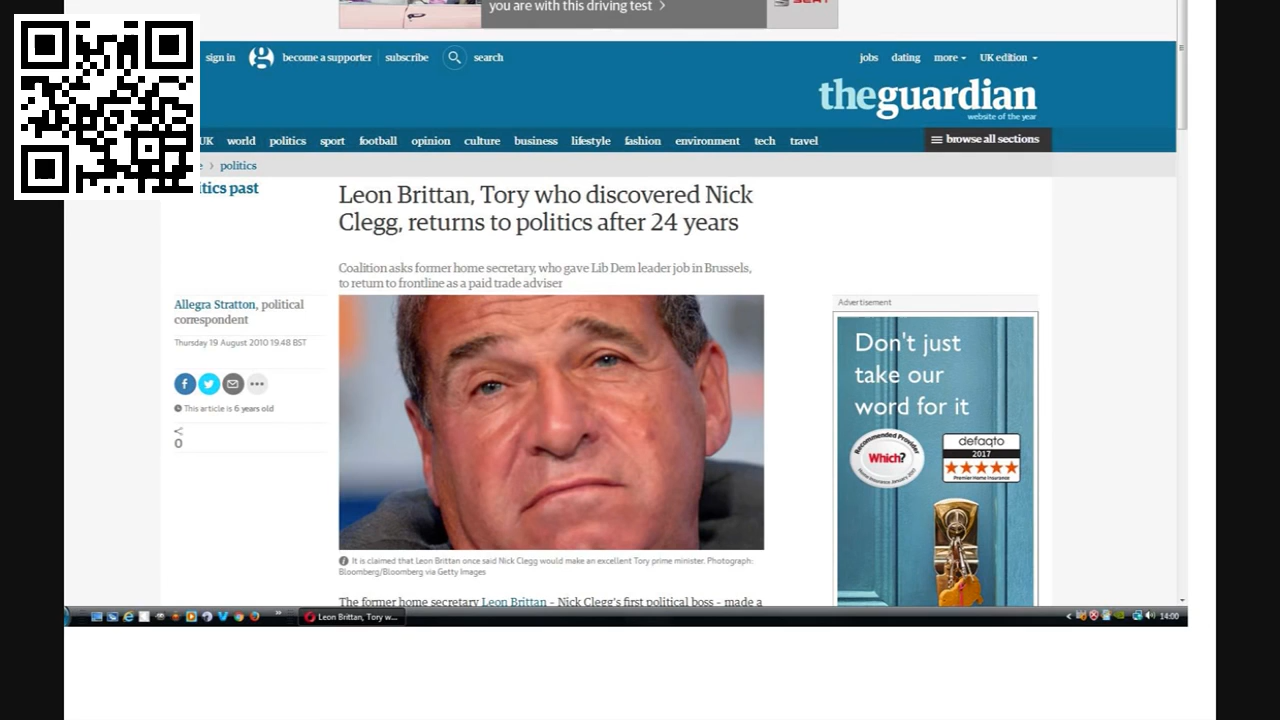 you are with this driving test
sign in
become a supporter
subscribe
search
jobs
dating
more
UK edition
theguardian
website of the year
UK
world
politics
sport
football
opinion
culture
business
lifestyle
fashion
environment
tech
travel
browse all sections
politics
past
Leon Brittan, Tory who discovered Nick
Clegg, returns to politics after 24 years
Coalition asks former home secretary, who gave Lib Dem leader job in Brussels,
to return to frontline as a paid trade adviser
Allegra Stratton, political
correspondent
Thursday 19 August 2010 19.48 BST
This article is 6 years old
0
It is claimed that Leon Brittan once said Nick Clegg would make an excellent Tory prime minister. Photograph:
Bloomberg/Bloomberg via Getty Images
The former home secretary Leon Brittan – Nick Clegg's first political boss – made a
Advertisement
Don't just
take our
word for it
Recommended Provider
Which?
defaqto
2017
Premier Home Insurance
Leon Brittan, Tory w...
14:00